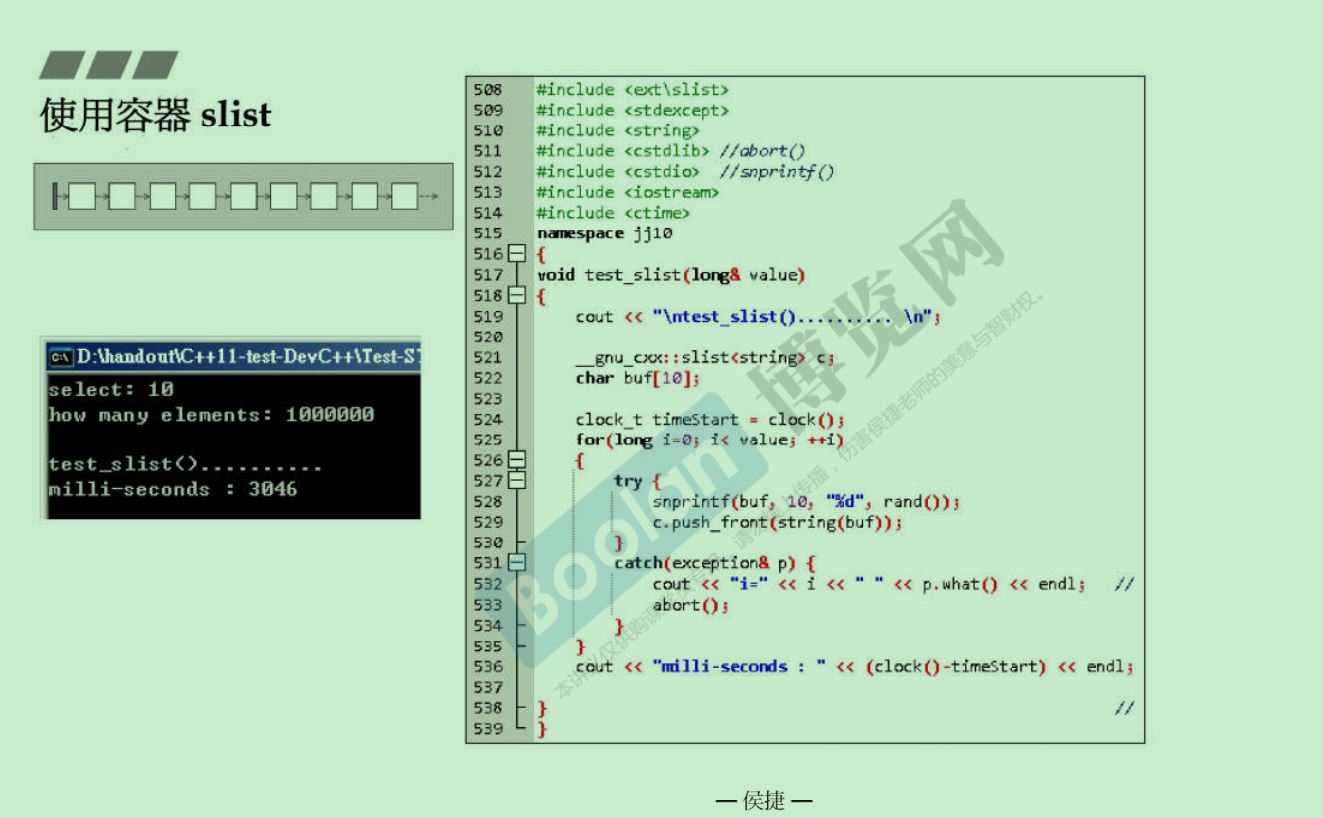 使用容器 slist
D:\handout\C++11-test-DevC++\Test-ST
select: 10
how many elements: 1000000
test_slist()..........
milli-seconds : 3046
508 #include <ext\slist>
509 #include <stdexcept>
510 #include <string>
511 #include <cstdlib> //abort()
512 #include <cstdio> //snprintf()
513 #include <iostream>
514 #include <ctime>
515 namespace jj10
516 {
517 void test_slist(long& value)
518 {
519 cout << "\ntest_slist().......... \n";
520
521 __gnu_cxx::slist<string> c;
522 char buf[10];
523
524 clock_t timeStart = clock();
525 for(long i=0; i< value; ++i)
526 {
527 try {
528 snprintf(buf, 10, "%d", rand());
529 c.push_front(string(buf));
530 }
531 catch(exception& p) {
532 cout << "i=" << i << " " << p.what() << endl; //
533 abort();
534 }
535 }
536 cout << "milli-seconds : " << (clock()-timeStart) << endl;
537
538 } //
539 }
Boolan 博览网
本讲义仅供购课学员专用，请勿上传播，伤害侯捷老师的美意与智财权。
— 侯捷 —